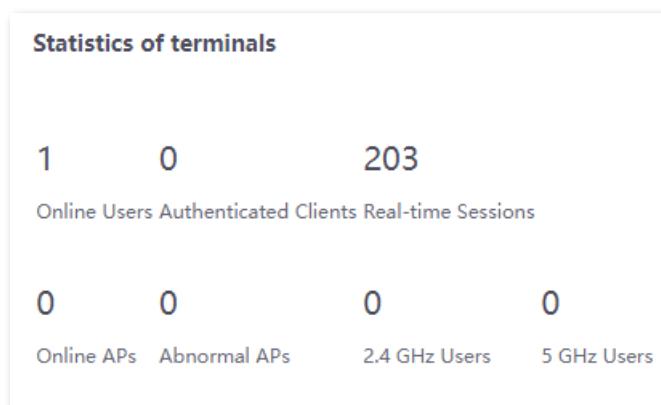 Statistics of terminals
1 0 203
Online Users Authenticated Clients Real-time Sessions
0 0 0 0
Online APs Abnormal APs 2.4 GHz Users 5 GHz Users